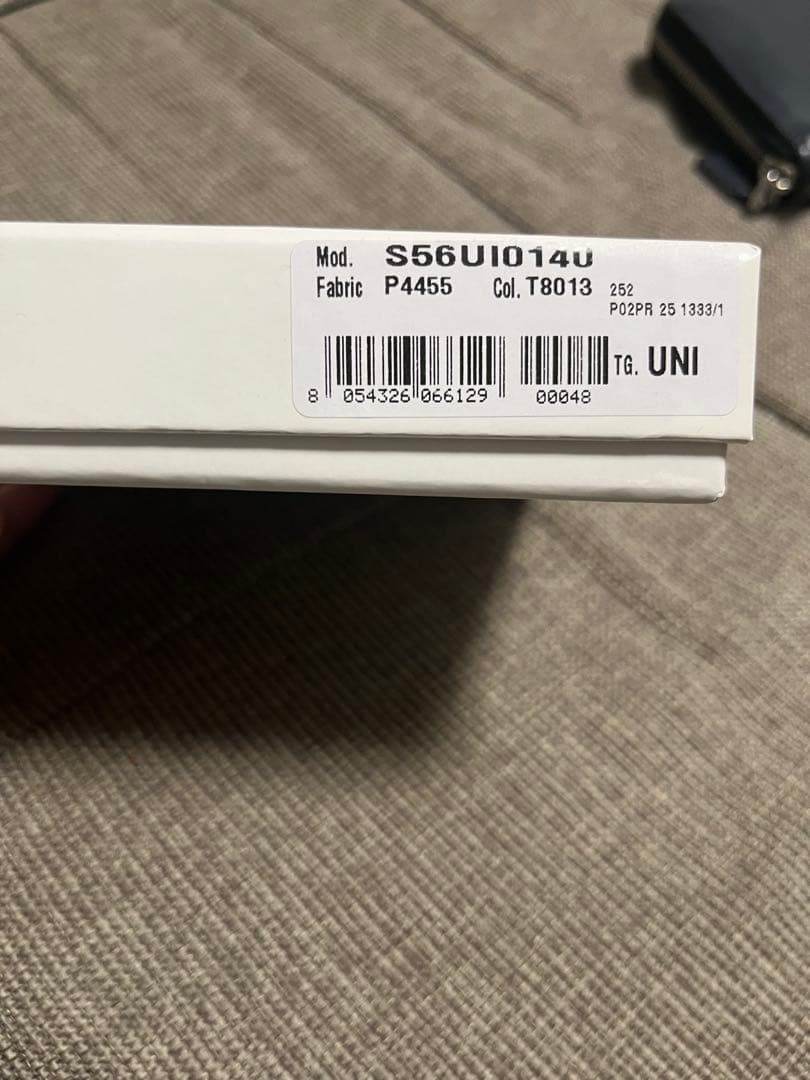 Mod. S56UI0140
Fabric P4455 Col. T8013 252
P02PR 25 1333/1
TG. UNI
8 054326 066129 00048